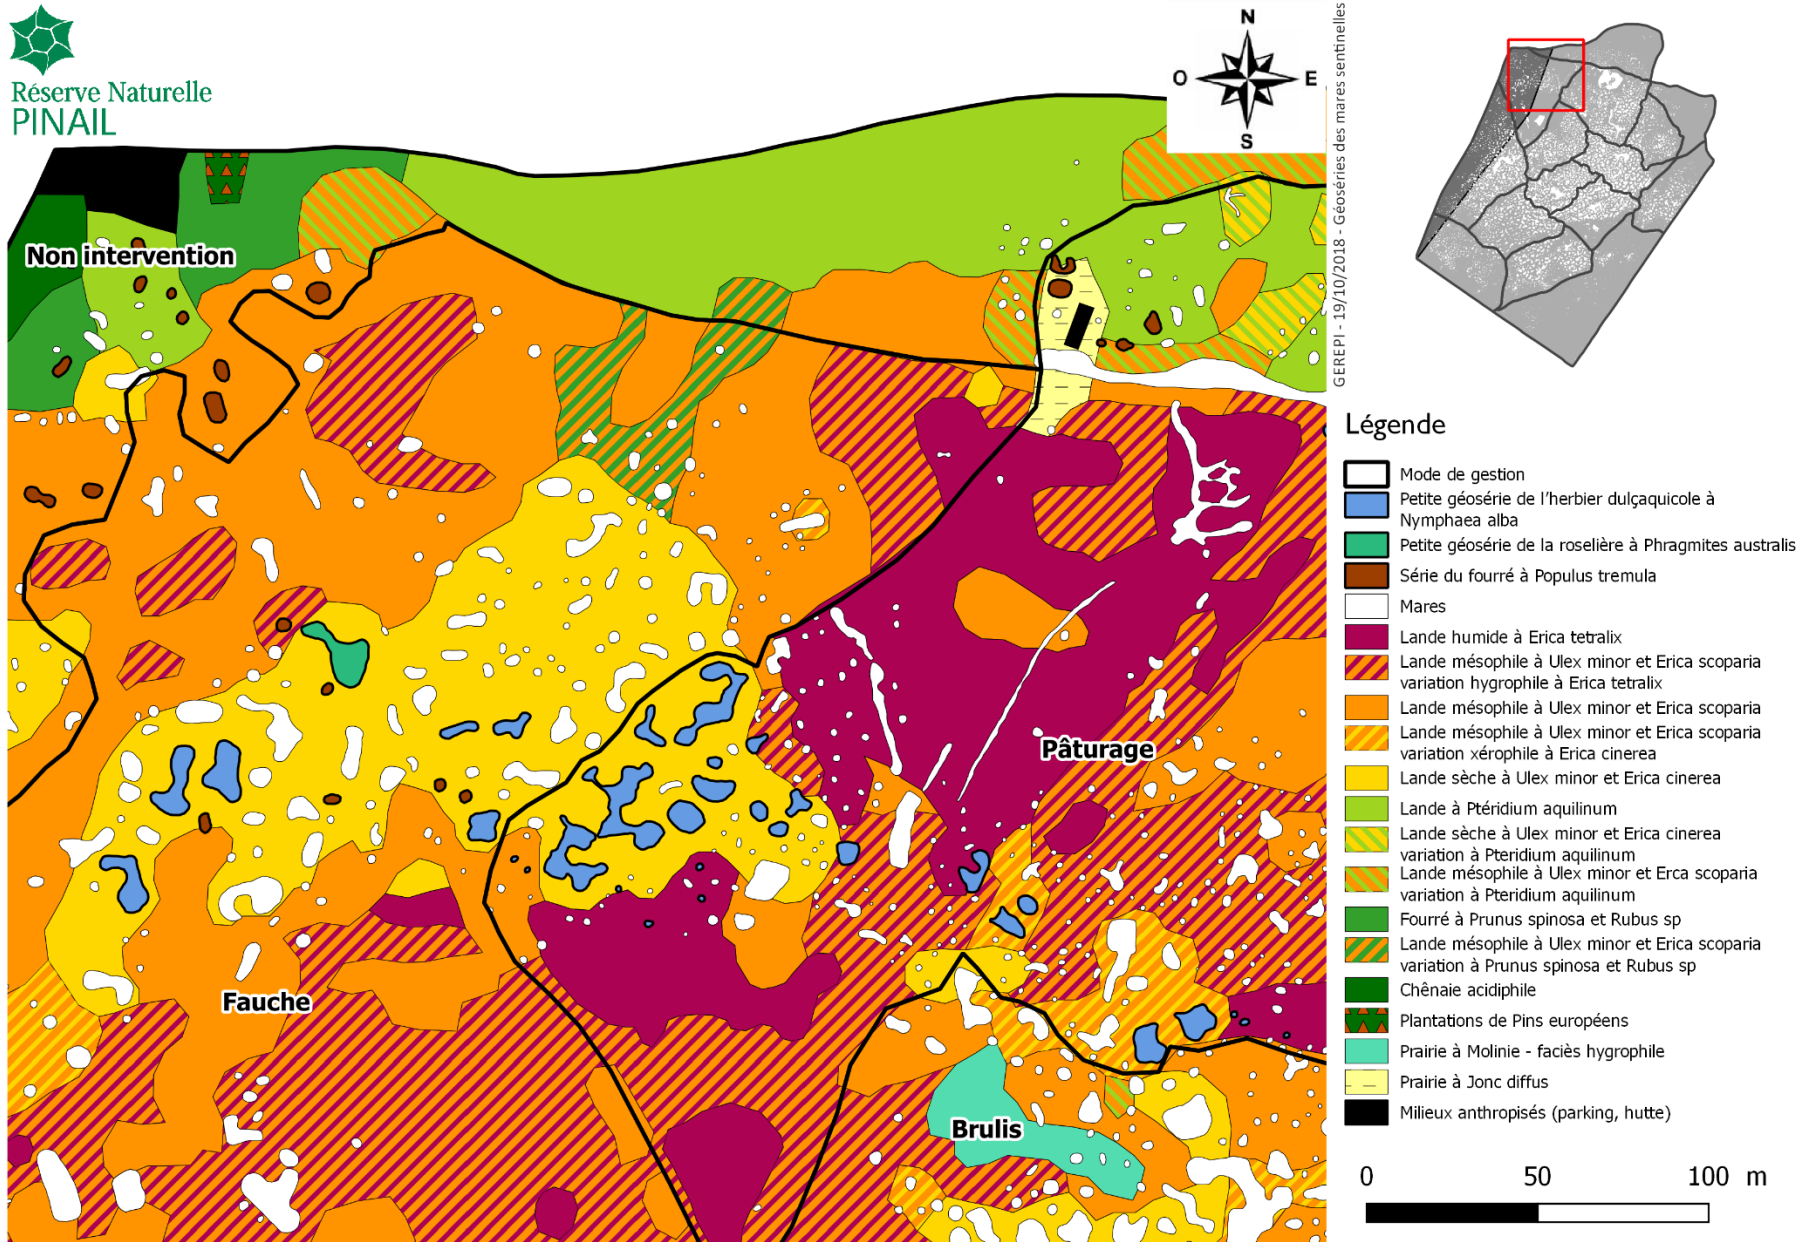 Réserve Naturelle
PINAIL
N
O
E
S
GEREPI - 19/10/2018 - Géoséries des mares sentinelles
Non intervention
Pâturage
Fauche
Brulis
Légende
Mode de gestion
Petite géosérie de l'herbier dulçaquicole à
Nymphaea alba
Petite géosérie de la roselière à Phragmites australis
Série du fourré à Populus tremula
Mares
Lande humide à Erica tetralix
Lande mésophile à Ulex minor et Erica scoparia
variation hygrophile à Erica tetralix
Lande mésophile à Ulex minor et Erica scoparia
Lande mésophile à Ulex minor et Erica scoparia
variation xérophile à Erica cinerea
Lande sèche à Ulex minor et Erica cinerea
Lande à Ptéridium aquilinum
Lande sèche à Ulex minor et Erica cinerea
variation à Pteridium aquilinum
Lande mésophile à Ulex minor et Erca scoparia
variation à Pteridium aquilinum
Fourré à Prunus spinosa et Rubus sp
Lande mésophile à Ulex minor et Erica scoparia
variation à Prunus spinosa et Rubus sp
Chênaie acidiphile
Plantations de Pins européens
Prairie à Molinie - faciès hygrophile
Prairie à Jonc diffus
Milieux anthropisés (parking, hutte)
0 50 100 m